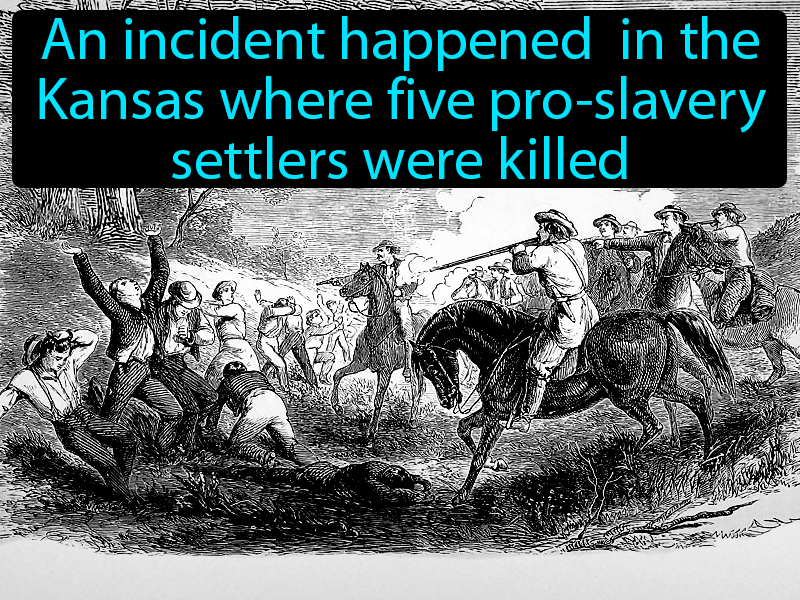 An incident happened in the
Kansas where five pro-slavery
settlers were killed